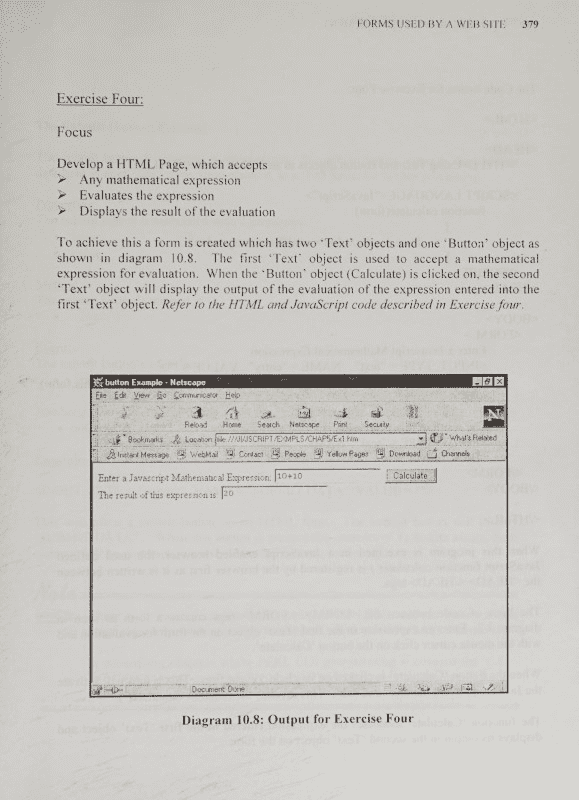 FORMS USED BY A WEB SITE 379
Exercise Four:
Focus
Develop a HTML Page, which accepts
➢ Any mathematical expression
➢ Evaluates the expression
➢ Displays the result of the evaluation
To achieve this a form is created which has two 'Text' objects and one 'Button' object as
shown in diagram 10.8. The first 'Text' object is used to accept a mathematical
expression for evaluation. When the 'Button' object (Calculate) is clicked on, the second
'Text' object will display the output of the evaluation of the expression entered into the
first 'Text' object. Refer to the HTML and JavaScript code described in Exercise four.
button Example - Netscape
File Edit View Go Communicator Help
Reload Home Search Netscape Print Security
Bookmarks Location What's Related
Instant Message WebMail Contact People Yellow Pages Download Channels
Enter a Javascript Mathematical Expression: 10+10 Calculate
The result of this expression is 20
Document: Done
Diagram 10.8: Output for Exercise Four